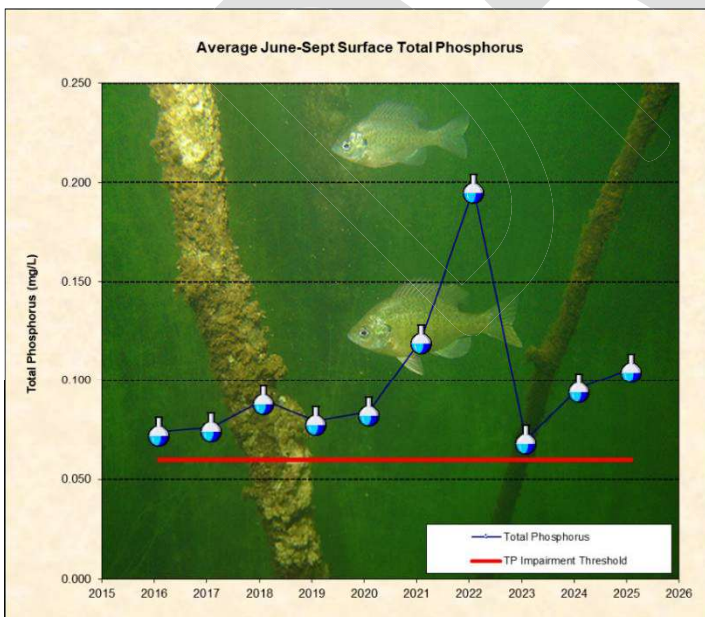 Average June-Sept Surface Total Phosphorus
Total Phosphorus (mg/L)
0.250
0.200
0.150
0.100
0.050
0.000
2015 2016 2017 2018 2019 2020 2021 2022 2023 2024 2025 2026
Total Phosphorus
TP Impairment Threshold